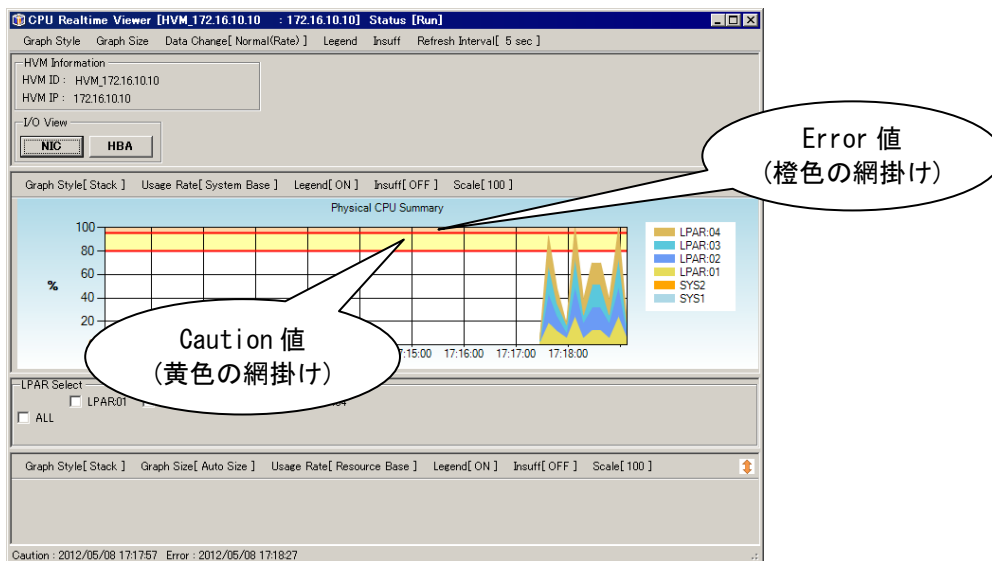 CPU Realtime Viewer [HVM_172.16.10.10 : 172.16.10.10] Status [Run]
Graph Style Graph Size Data Change[ Normal(Rate) ] Legend Insuff Refresh Interval[ 5 sec ]
HVM Information
HVM ID : HVM_172.16.10.10
HVM IP : 172.16.10.10
I/O View
NIC HBA
Error 値
(橙色の網掛け)
Graph Style[ Stack ] Usage Rate[ System Base ] Legend[ ON ] Insuff[ OFF ] Scale[ 100 ]
Physical CPU Summary
100
80
60
40
20
%
LPAR:04
LPAR:03
LPAR:02
LPAR:01
SYS2
SYS1
Caution 値
(黄色の網掛け)
17:16:00 17:17:00 17:18:00
LPAR Select
LPAR:01
ALL
Graph Style[ Stack ] Graph Size[ Auto Size ] Usage Rate[ Resource Base ] Legend[ ON ] Insuff[ OFF ] Scale[ 100 ]
Caution : 2012/05/08 17:17:57 Error : 2012/05/08 17:18:27